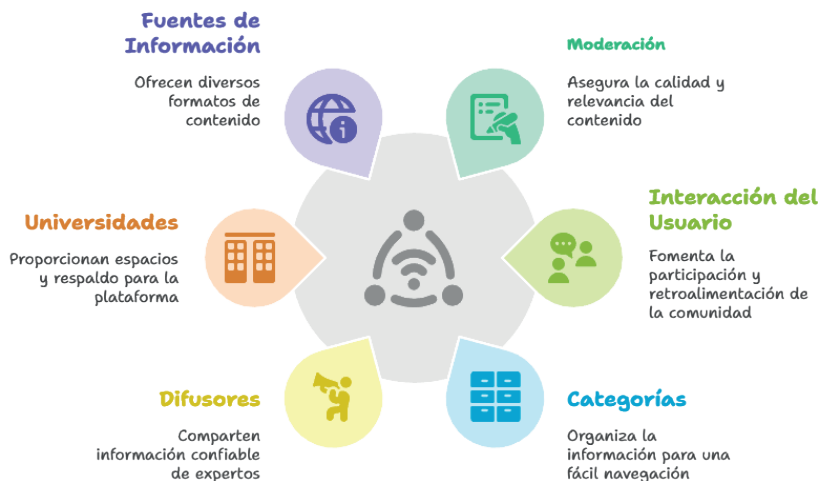 Fuentes de
Información
Ofrecen diversos
formatos de
contenido
Moderación
Asegura la calidad y
relevancia del
contenido
Universidades
Proporcionan espacios
y respaldo para la
plataforma
Interacción del
Usuario
Fomenta la
participación y
retroalimentación de
la comunidad
Difusores
Comparten
información confiable
de expertos
Categorías
Organiza la
información para una
fácil navegación